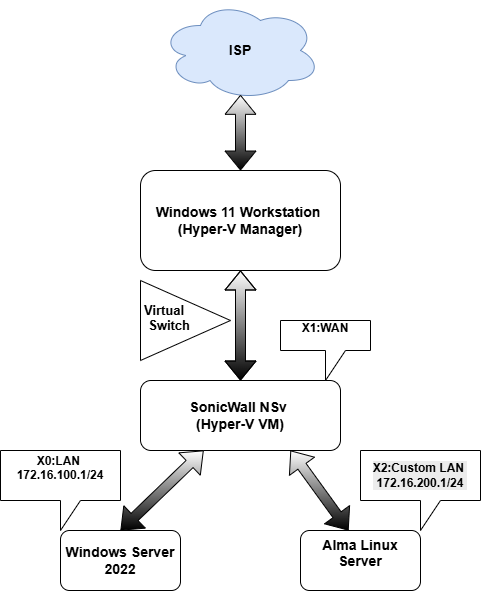 ISP
Windows 11 Workstation
(Hyper-V Manager)
Virtual
Switch
X1:WAN
SonicWall NSv
(Hyper-V VM)
X0:LAN
172.16.100.1/24
X2:Custom LAN
172.16.200.1/24
Windows Server
2022
Alma Linux
Server